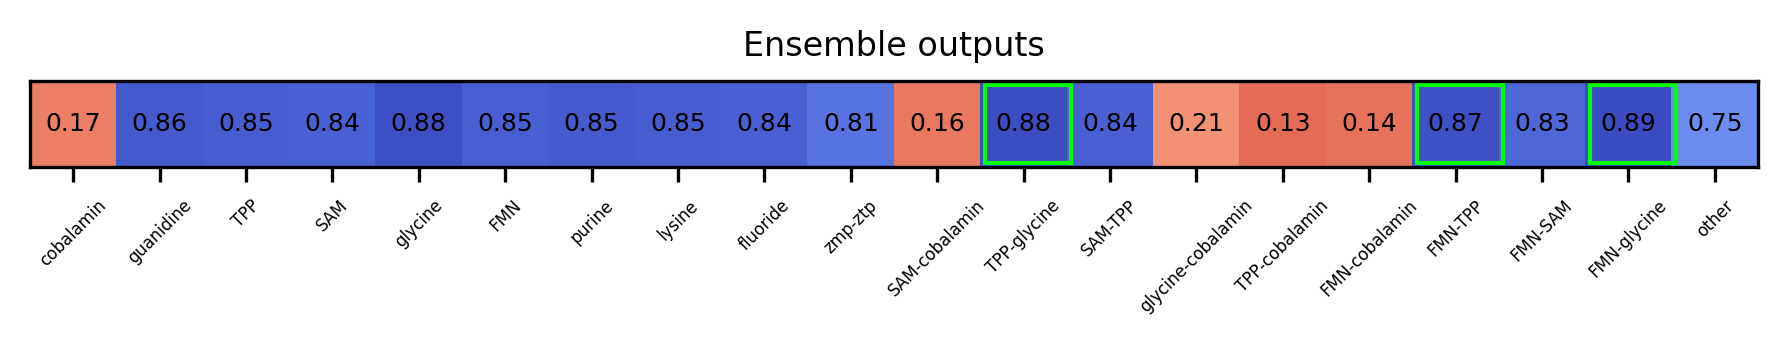 Ensemble outputs
0.17 0.86 0.85 0.84 0.88 0.85 0.85 0.85 0.84 0.81 0.16 0.88 0.84 0.21 0.13 0.14 0.87 0.83 0.89 0.75
cobalamin guanidine TPP SAM glycine FMN purine lysine fluoride zmp-ztp SAM-cobalamin TPP-glycine SAM-TPP glycine-cobalamin TPP-cobalamin FMN-cobalamin FMN-TPP FMN-SAM FMN-glycine other